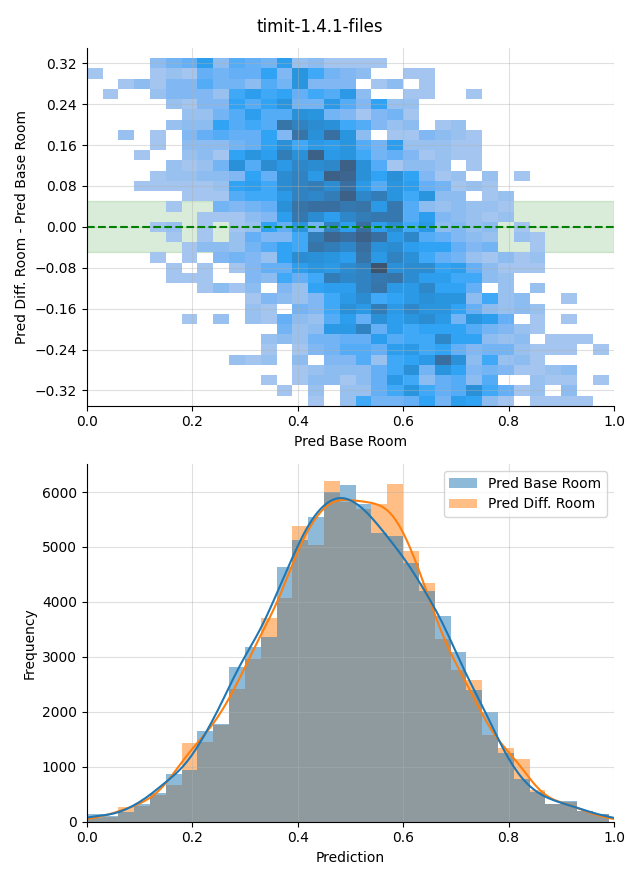 timit-1.4.1-files
Pred Diff. Room - Pred Base Room
0.32
0.24
0.16
0.08
0.00
−0.08
−0.16
−0.24
−0.32
0.0 0.2 0.4 0.6 0.8 1.0
Pred Base Room
Frequency
6000
5000
4000
3000
2000
1000
0
Pred Base Room
Pred Diff. Room
0.0 0.2 0.4 0.6 0.8 1.0
Prediction